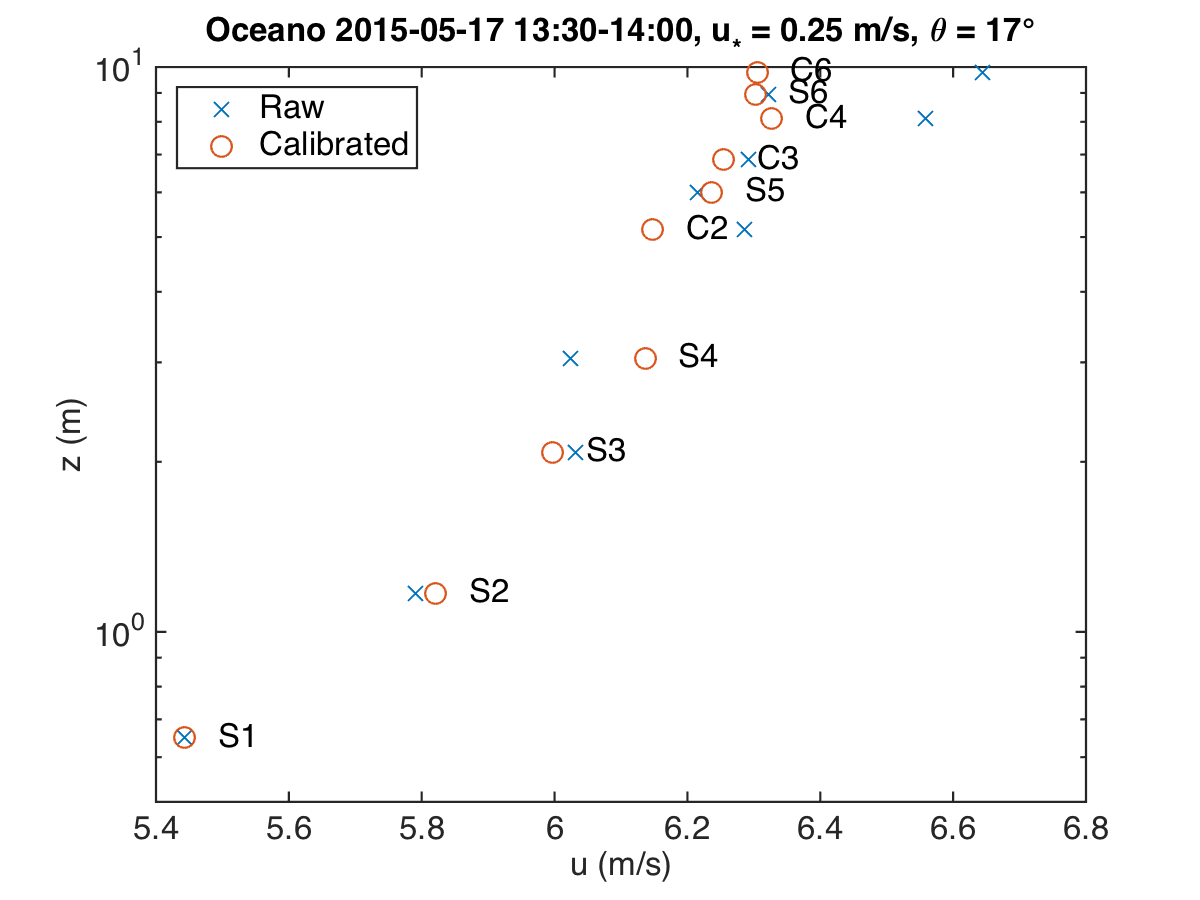 Oceano 2015-05-17 13:30-14:00, u* = 0.25 m/s, θ = 17°
10¹
Raw
Calibrated
C6
S6
C4
C3
S5
C2
S4
S3
S2
10⁰
S1
z (m)
5.4 5.6 5.8 6 6.2 6.4 6.6 6.8
u (m/s)